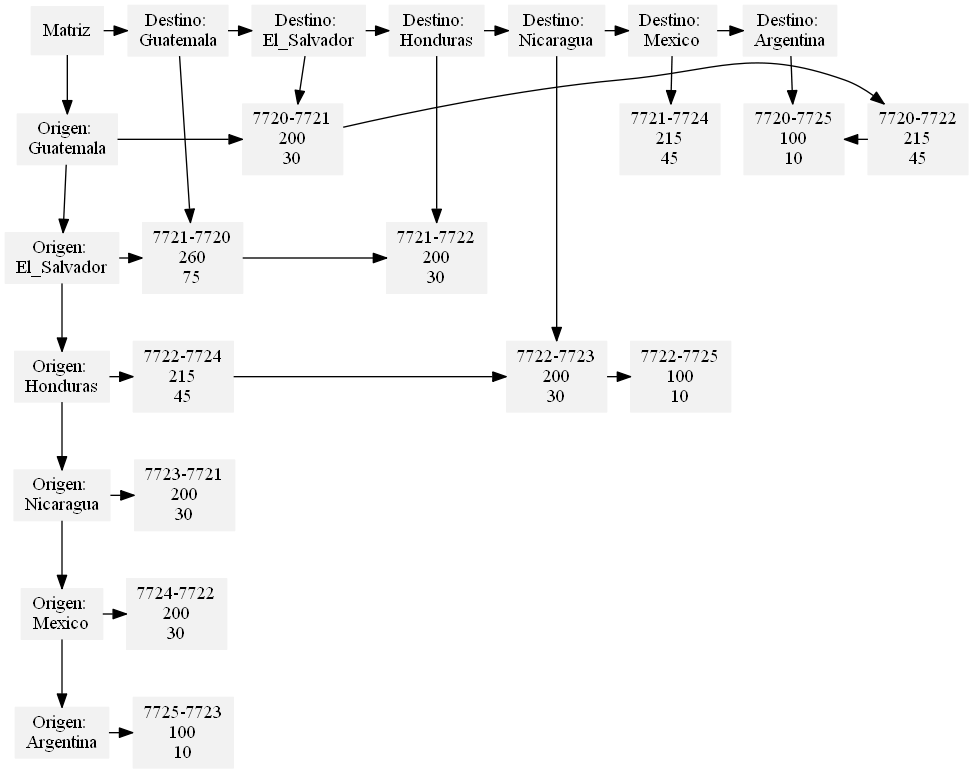 Matriz
Destino:
Guatemala
Destino:
El_Salvador
Destino:
Honduras
Destino:
Nicaragua
Destino:
Mexico
Destino:
Argentina
Origen:
Guatemala
7720-7721
200
30
7721-7724
215
45
7720-7725
100
10
7720-7722
215
45
Origen:
El_Salvador
7721-7720
260
75
7721-7722
200
30
Origen:
Honduras
7722-7724
215
45
7722-7723
200
30
7722-7725
100
10
Origen:
Nicaragua
7723-7721
200
30
Origen:
Mexico
7724-7722
200
30
Origen:
Argentina
7725-7723
100
10